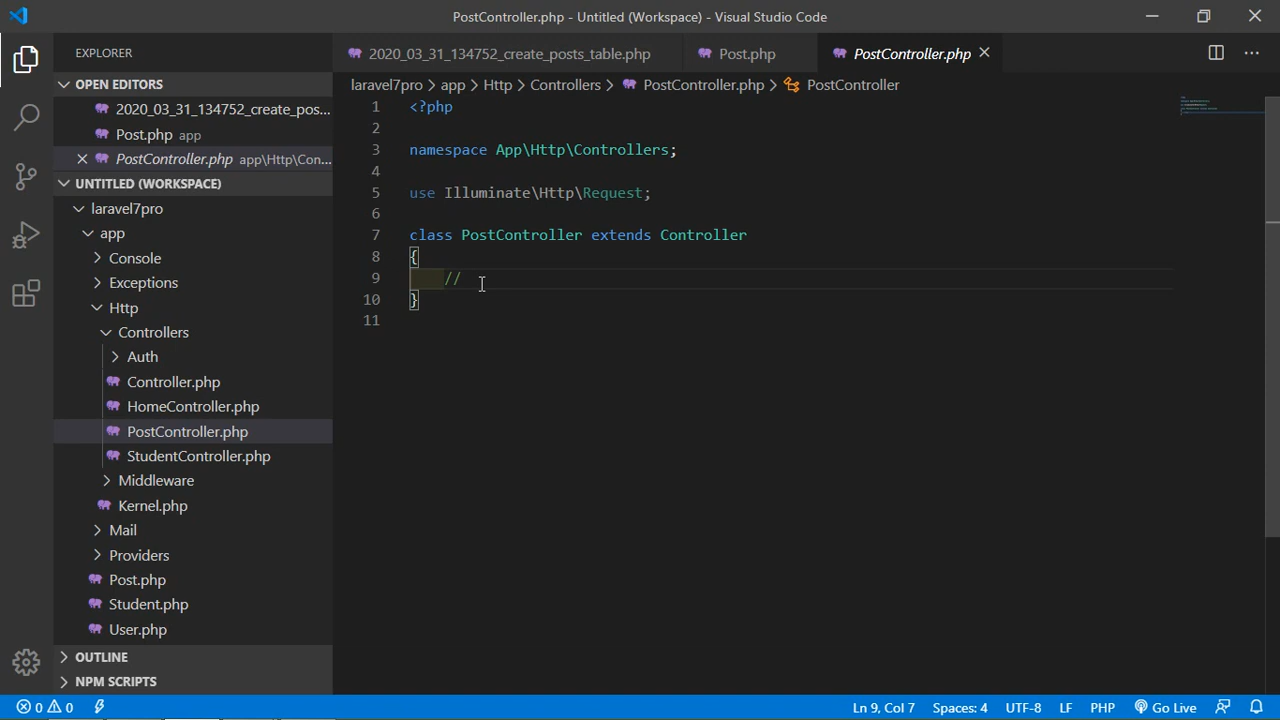 PostController.php - Untitled (Workspace) - Visual Studio Code
EXPLORER
OPEN EDITORS
2020_03_31_134752_create_pos...
Post.php app
PostController.php app\Http\Con...
UNTITLED (WORKSPACE)
laravel7pro
app
Console
Exceptions
Http
Controllers
Auth
Controller.php
HomeController.php
PostController.php
StudentController.php
Middleware
Kernel.php
Mail
Providers
Post.php
Student.php
User.php
OUTLINE
NPM SCRIPTS
2020_03_31_134752_create_posts_table.php Post.php PostController.php
laravel7pro > app > Http > Controllers > PostController.php > PostController
1 <?php
2
3 namespace App\Http\Controllers;
4
5 use Illuminate\Http\Request;
6
7 class PostController extends Controller
8 {
9 //
10 }
11
0 0 Ln 9, Col 7 Spaces: 4 UTF-8 LF PHP Go Live